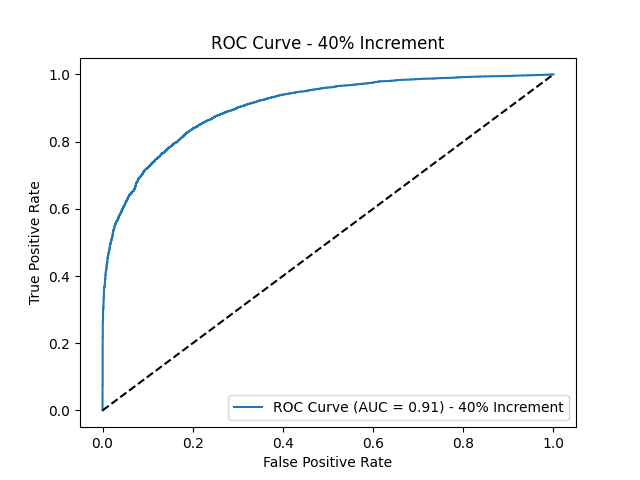 ROC Curve - 40% Increment
True Positive Rate
1.0
0.8
0.6
0.4
0.2
0.0
ROC Curve (AUC = 0.91) - 40% Increment
0.0 0.2 0.4 0.6 0.8 1.0
False Positive Rate